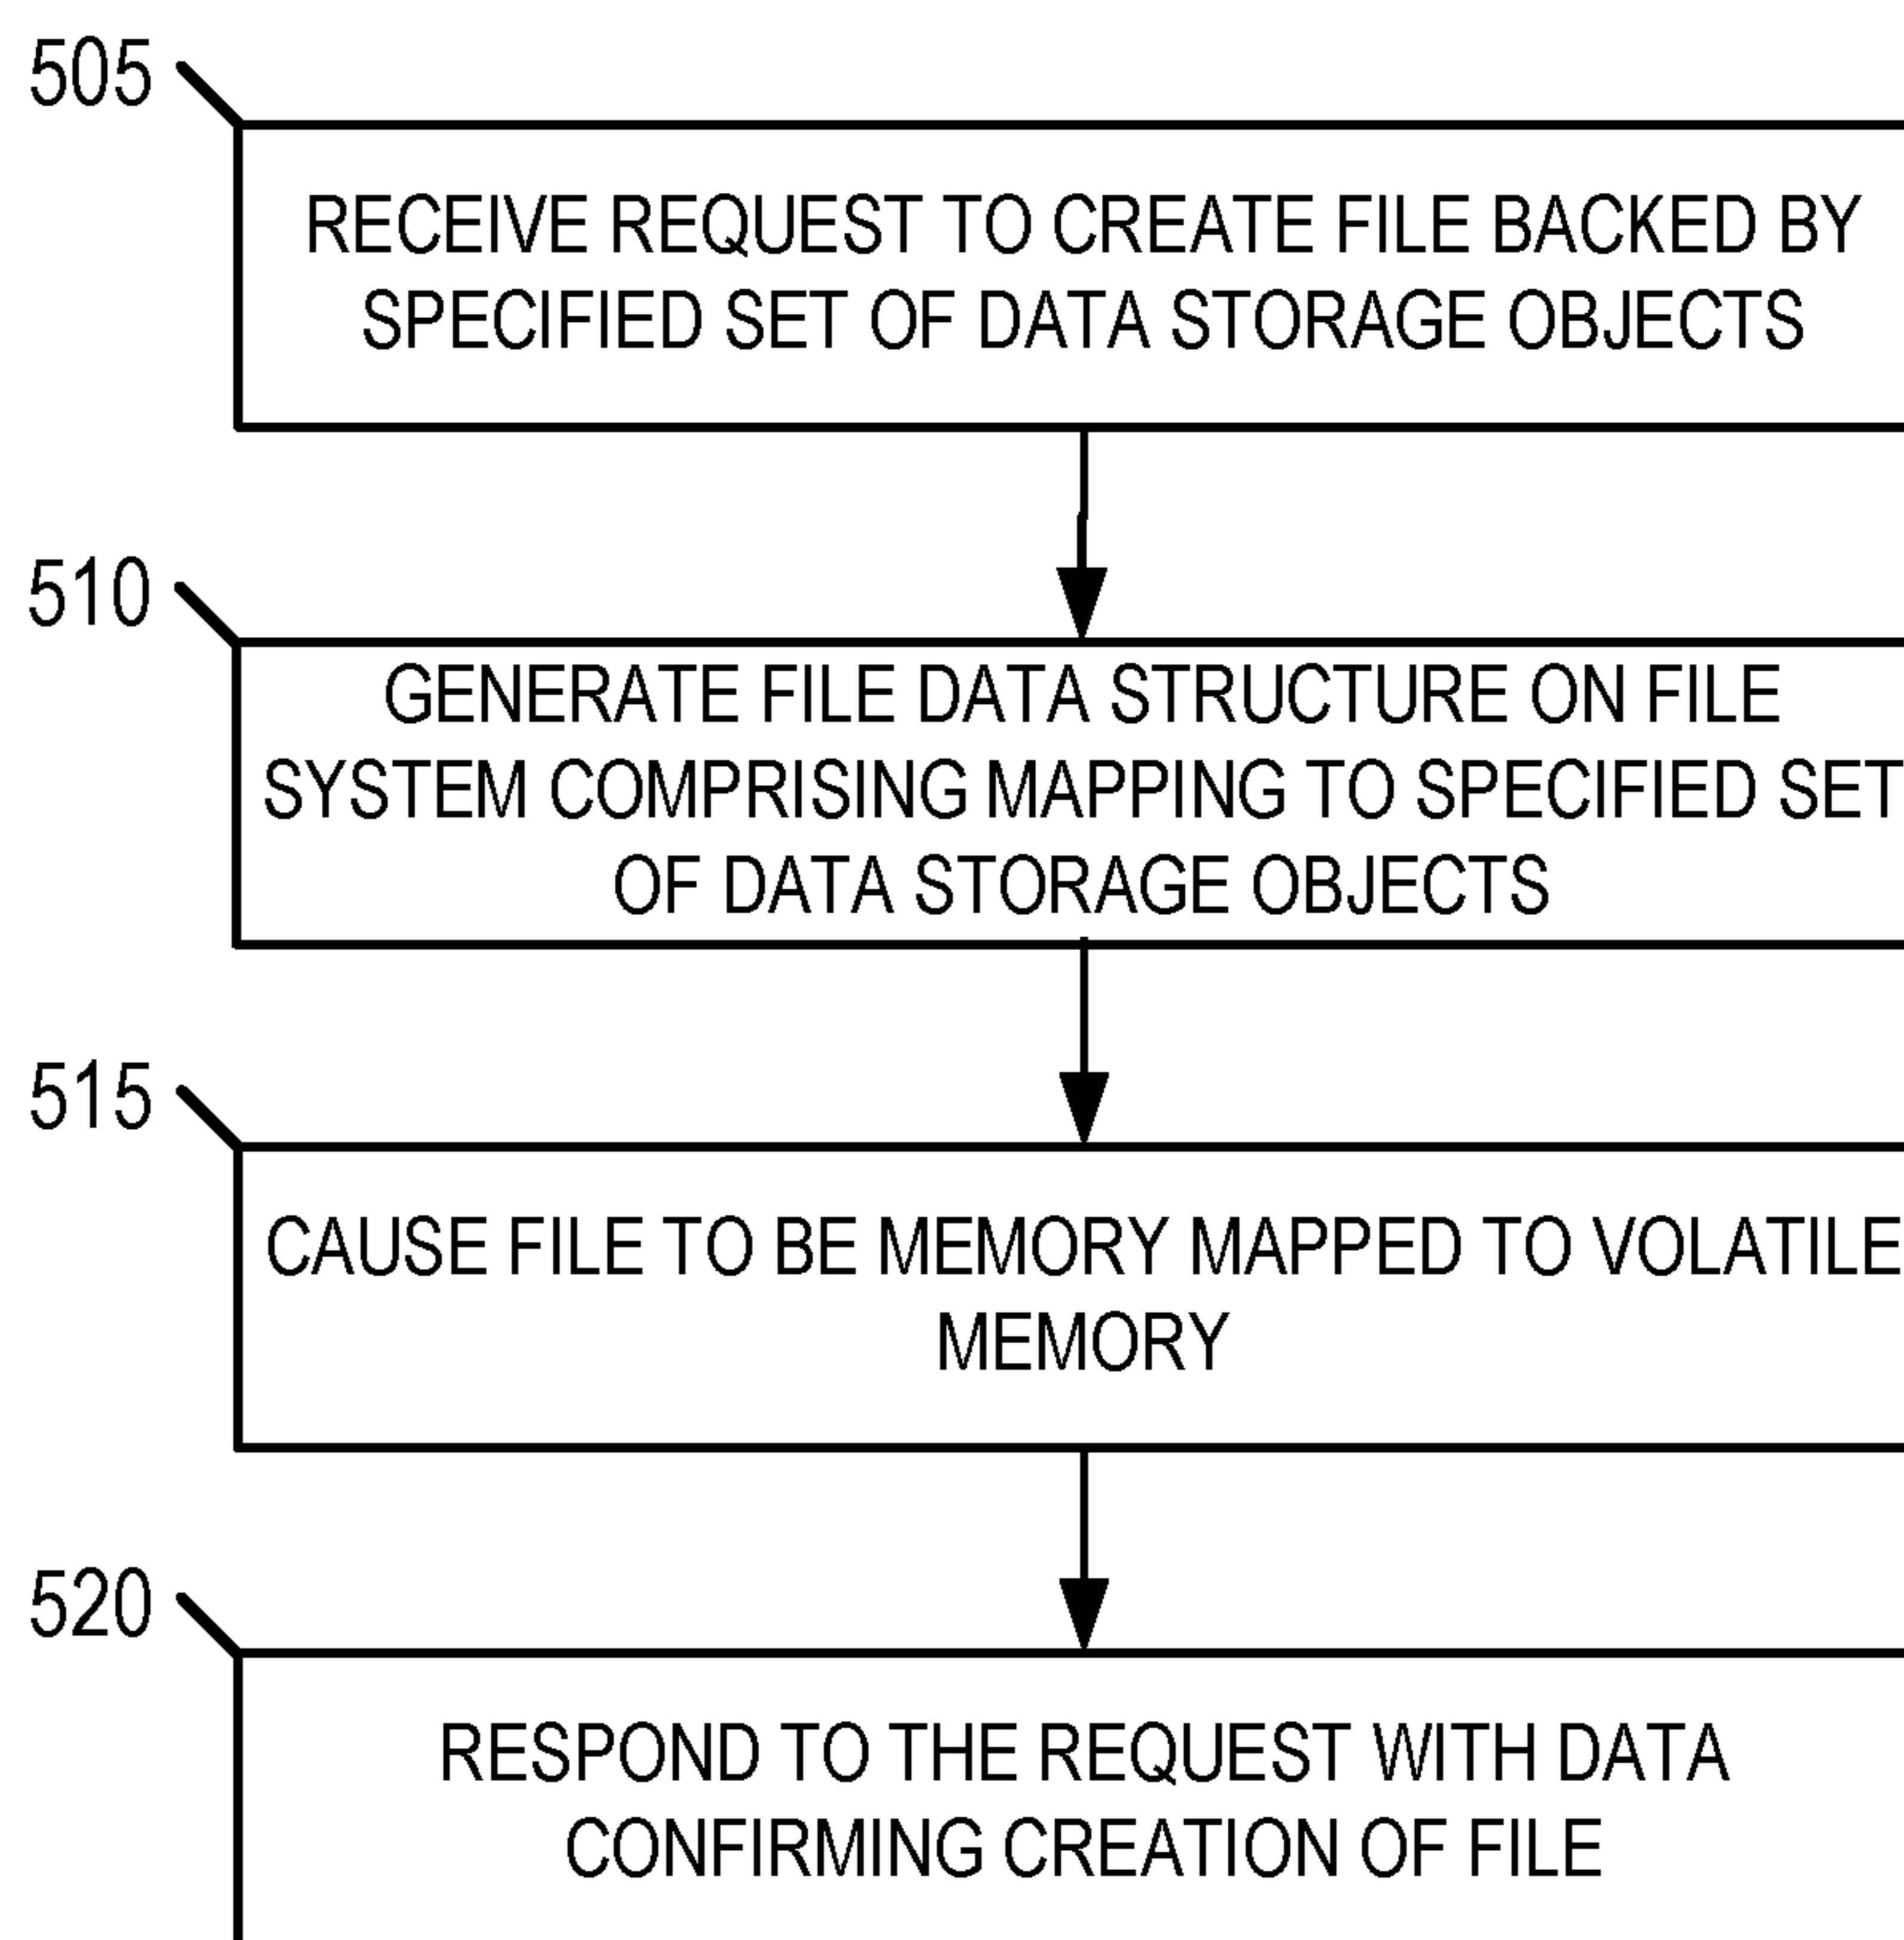 505
RECEIVE REQUEST TO CREATE FILE BACKED BY
SPECIFIED SET OF DATA STORAGE OBJECTS
510
GENERATE FILE DATA STRUCTURE ON FILE
SYSTEM COMPRISING MAPPING TO SPECIFIED SET
OF DATA STORAGE OBJECTS
515
CAUSE FILE TO BE MEMORY MAPPED TO VOLATILE
MEMORY
520
RESPOND TO THE REQUEST WITH DATA
CONFIRMING CREATION OF FILE